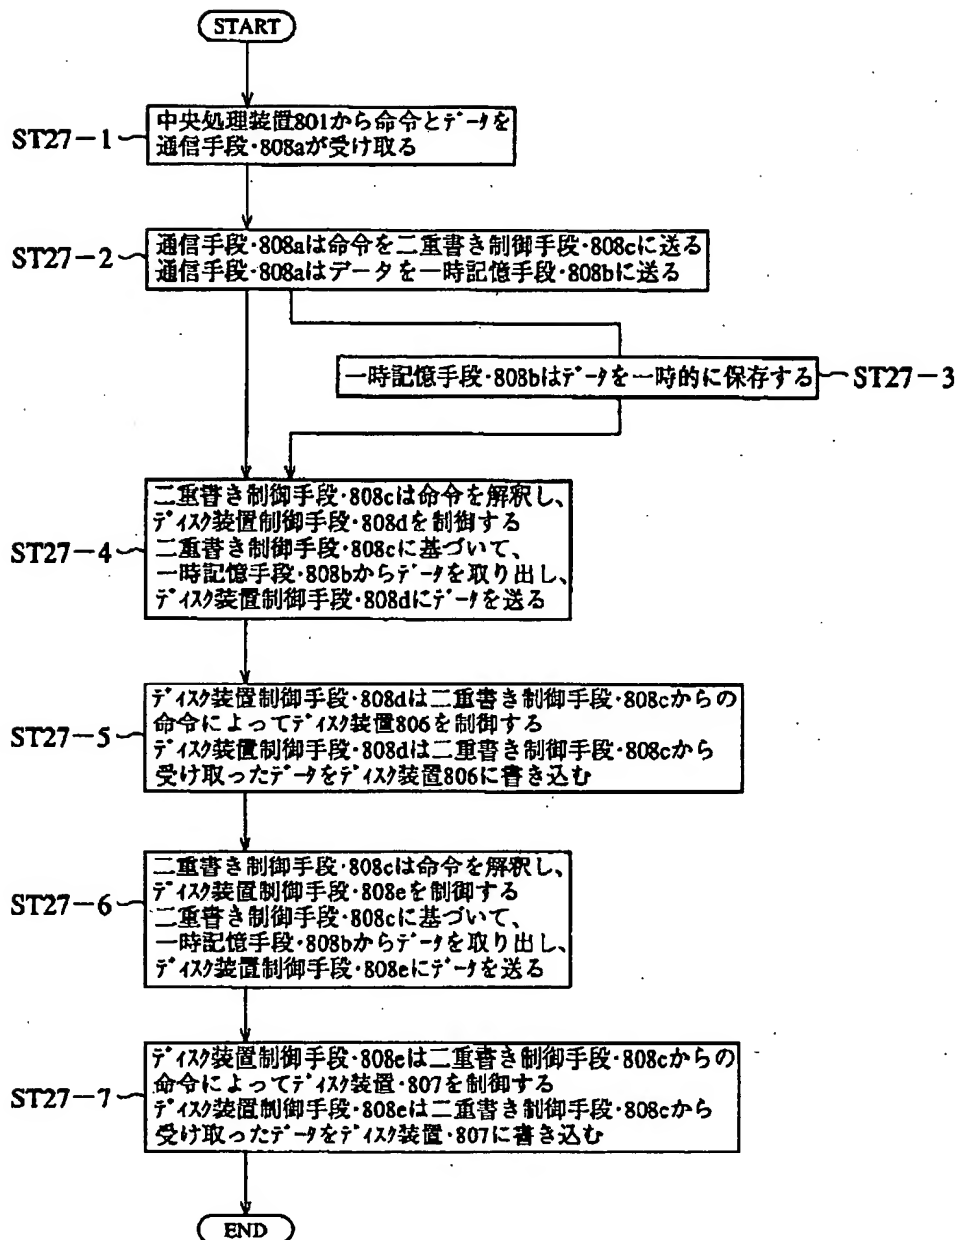 START
ST27-1
中央処理装置801から命令とデータを
通信手段・808aが受け取る
ST27-2
通信手段・808aは命令を二重書き制御手段・808cに送る
通信手段・808aはデータを一時記憶手段・808bに送る
一時記憶手段・808bはデータを一時的に保存する
ST27-3
ST27-4
二重書き制御手段・808cは命令を解釈し、
ディスク装置制御手段・808dを制御する
二重書き制御手段・808cに基づいて、
一時記憶手段・808bからデータを取り出し、
ディスク装置制御手段・808dにデータを送る
ST27-5
ディスク装置制御手段・808dは二重書き制御手段・808cからの
命令によってディスク装置806を制御する
ディスク装置制御手段・808dは二重書き制御手段・808cから
受け取ったデータをディスク装置806に書き込む
ST27-6
二重書き制御手段・808cは命令を解釈し、
ディスク装置制御手段・808eを制御する
二重書き制御手段・808cに基づいて、
一時記憶手段・808bからデータを取り出し、
ディスク装置制御手段・808eにデータを送る
ST27-7
ディスク装置制御手段・808eは二重書き制御手段・808cからの
命令によってディスク装置・807を制御する
ディスク装置制御手段・808eは二重書き制御手段・808cから
受け取ったデータをディスク装置・807に書き込む
END